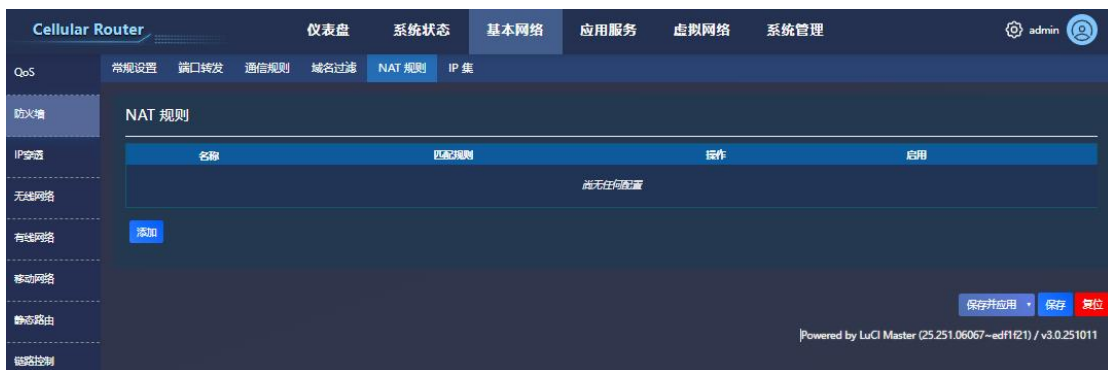 Cellular Router 仪表盘 系统状态 基本网络 应用服务 虚拟网络 系统管理 admin
QoS
防火墙
IP穿透
无线网络
有线网络
移动网络
静态路由
链路控制
常规设置 端口转发 通信规则 域名过滤 NAT 规则 IP 集
NAT 规则
名称 匹配规则 操作 启用
尚无任何配置
添加
保存并应用 保存 复位
Powered by LuCI Master (25.251.06067~edf1f21) / v3.0.251011